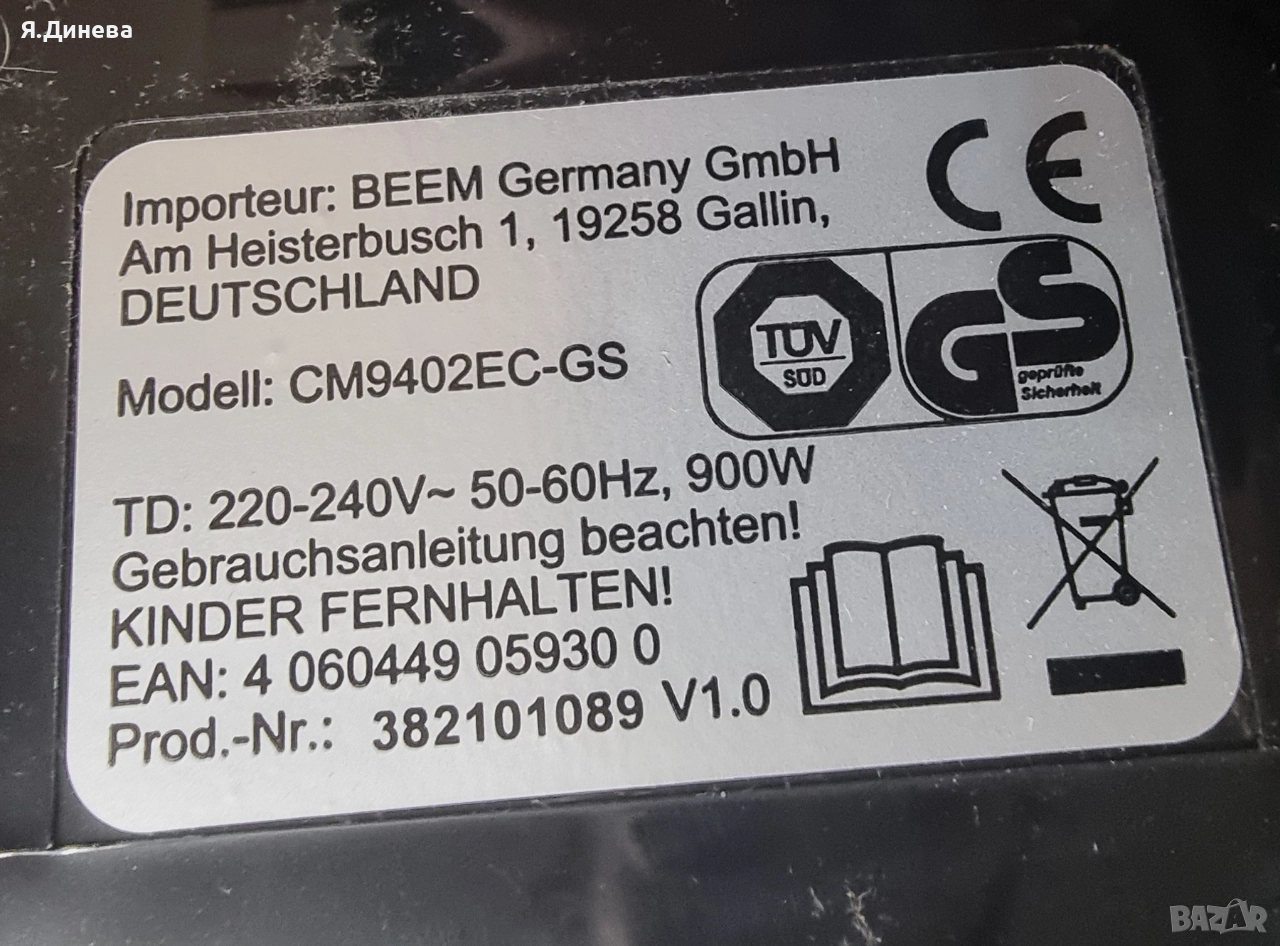 Я.Динева
Importeur: BEEM Germany GmbH
Am Heisterbusch 1, 19258 Gallin,
DEUTSCHLAND
CE
TÜV
SÜD
GS
geprüfte
Sicherheit
Modell: CM9402EC-GS
TD: 220-240V~ 50-60Hz, 900W
Gebrauchsanleitung beachten!
KINDER FERNHALTEN!
EAN: 4 060449 05930 0
Prod.-Nr.: 382101089 V1.0
BAZAR